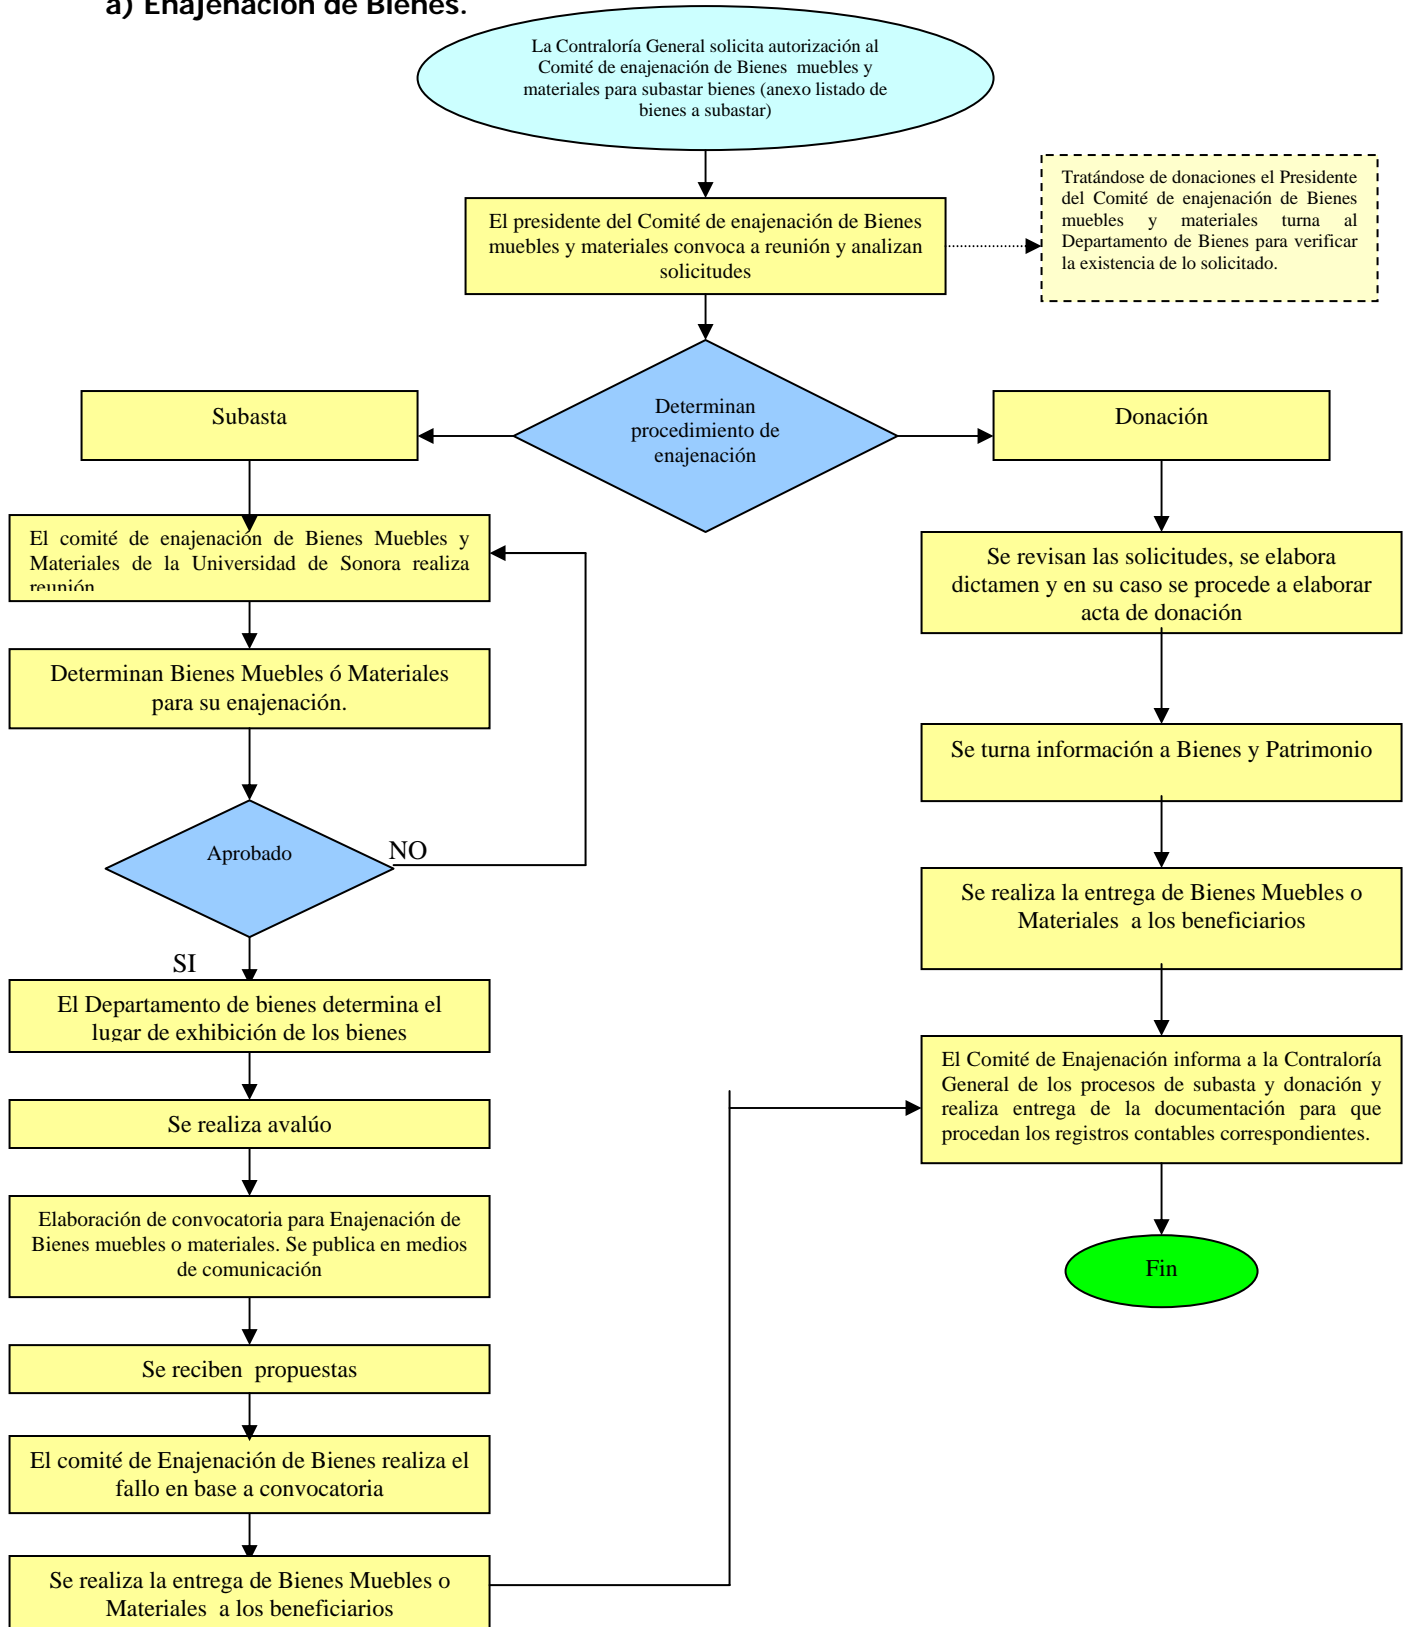 a) Enajenación de Bienes.
La Contraloría General solicita autorización al
Comité de enajenación de Bienes muebles y
materiales para subastar bienes (anexo listado de
bienes a subastar)
Tratándose de donaciones el Presidente
del Comité de enajenación de Bienes
muebles y materiales turna al
Departamento de Bienes para verificar
la existencia de lo solicitado.
El presidente del Comité de enajenación de Bienes
muebles y materiales convoca a reunión y analizan
solicitudes
Determinan
procedimiento de
enajenación
Subasta
Donación
El comité de enajenación de Bienes Muebles y
Materiales de la Universidad de Sonora realiza
reunión
Determinan Bienes Muebles ó Materiales
para su enajenación.
Aprobado
NO
SI
El Departamento de bienes determina el
lugar de exhibición de los bienes
Se realiza avalúo
Elaboración de convocatoria para Enajenación de
Bienes muebles o materiales. Se publica en medios
de comunicación
Se reciben propuestas
El comité de Enajenación de Bienes realiza el
fallo en base a convocatoria
Se realiza la entrega de Bienes Muebles o
Materiales a los beneficiarios
Se revisan las solicitudes, se elabora
dictamen y en su caso se procede a elaborar
acta de donación
Se turna información a Bienes y Patrimonio
Se realiza la entrega de Bienes Muebles o
Materiales a los beneficiarios
El Comité de Enajenación informa a la Contraloría
General de los procesos de subasta y donación y
realiza entrega de la documentación para que
procedan los registros contables correspondientes.
Fin